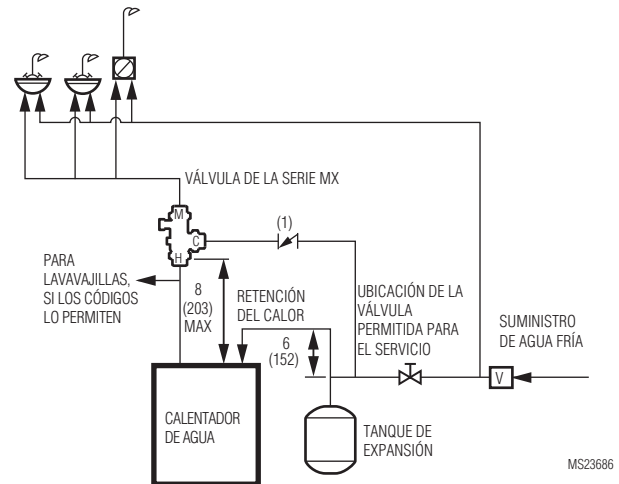 VÁLVULA DE LA SERIE MX
M
C
H
(1)
PARA
LAVAVAJILLAS,
SI LOS CÓDIGOS
LO PERMITEN
8
(203)
MAX
RETENCIÓN
DEL CALOR
6
(152)
UBICACIÓN DE LA
VÁLVULA
PERMITIDA PARA
EL SERVICIO
SUMINISTRO
DE AGUA FRÍA
V
CALENTADOR
DE AGUA
TANQUE DE
EXPANSIÓN
MS23686